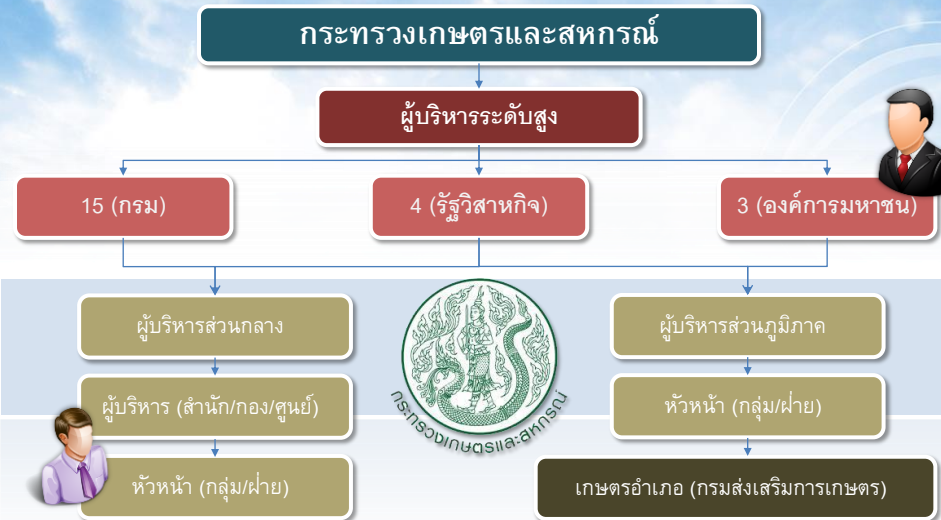 กระทรวงเกษตรและสหกรณ์
ผู้บริหารระดับสูง
15 (กรม)
4 (รัฐวิสาหกิจ)
3 (องค์การมหาชน)
ผู้บริหารส่วนกลาง
ผู้บริหารส่วนภูมิภาค
ผู้บริหาร (สำนัก/กอง/ศูนย์)
หัวหน้า (กลุ่ม/ฝ่าย)
กระทรวงเกษตรและสหกรณ์
หัวหน้า (กลุ่ม/ฝ่าย)
เกษตรอำเภอ (กรมส่งเสริมการเกษตร)